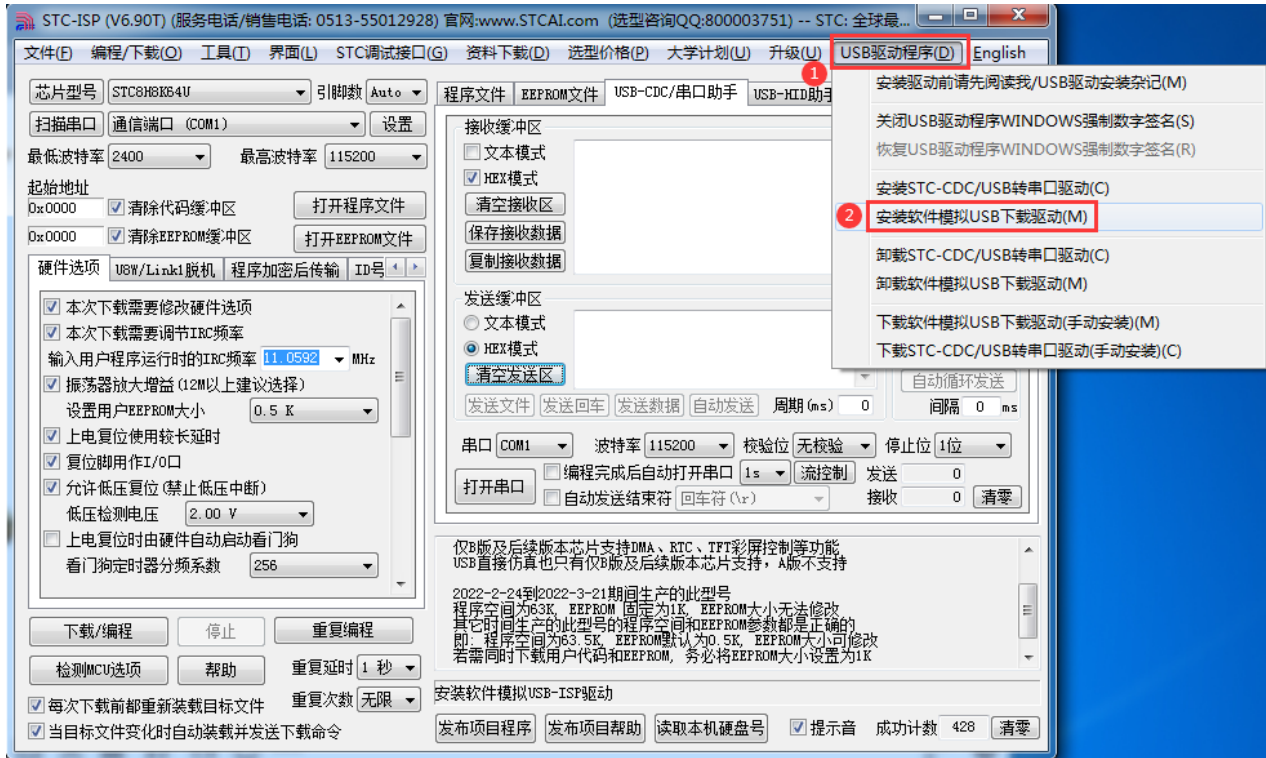 STC-ISP (V6.90T) (服务电话/销售电话: 0513-55012928) 官网:www.STCAI.com (选型咨询QQ:800003751) -- STC: 全球最...
文件(F) 编程/下载(O) 工具(T) 界面(L) STC调试接口(G) 资料下载(D) 选型价格(P) 大学计划(U) 升级(U) USB驱动程序(D) English
1
芯片型号 STC8H8K64U 引脚数 Auto
扫描串口 通信端口 (COM1) 设置
最低波特率 2400 最高波特率 115200
起始地址
0x0000 清除代码缓冲区 打开程序文件
0x0000 清除EEPROM缓冲区 打开EEPROM文件
硬件选项 U8W/Link1脱机 程序加密后传输 ID号
本次下载需要修改硬件选项
本次下载需要调节IRC频率
输入用户程序运行时的IRC频率 11.0592 MHz
振荡器放大增益(12M以上建议选择)
设置用户EEPROM大小 0.5 K
上电复位使用较长延时
复位脚用作I/O口
允许低压复位(禁止低压中断)
低压检测电压 2.00 V
上电复位时由硬件自动启动看门狗
看门狗定时器分频系数 256
下载/编程 停止 重复编程
检测MCU选项 帮助 重复延时 1 秒
每次下载前都重新装载目标文件 重复次数 无限
当目标文件变化时自动装载并发送下载命令
程序文件 EEPROM文件 USB-CDC/串口助手 USB-HID助手
接收缓冲区
文本模式
HEX模式
清空接收区
保存接收数据
复制接收数据
发送缓冲区
文本模式
HEX模式
清空发送区 自动循环发送
发送文件 发送回车 发送数据 自动发送 周期(ms) 0 间隔 0 ms
串口 COM1 波特率 115200 校验位 无校验 停止位 1位
打开串口 编程完成后自动打开串口 1s 流控制 发送 0
自动发送结束符 回车符(\r) 接收 0 清零
安装驱动前请先阅读我/USB驱动安装杂记(M)
关闭USB驱动程序WINDOWS强制数字签名(S)
恢复USB驱动程序WINDOWS强制数字签名(R)
安装STC-CDC/USB转串口驱动(C)
2 安装软件模拟USB下载驱动(M)
卸载STC-CDC/USB转串口驱动(C)
卸载软件模拟USB下载驱动(M)
下载软件模拟USB下载驱动(手动安装)(M)
下载STC-CDC/USB转串口驱动(手动安装)(C)
仅B版及后续版本芯片支持DMA、RTC、TFT彩屏控制等功能
USB直接仿真也只有仅B版及后续版本芯片支持，A版不支持
2022-2-24到2022-3-21期间生产的此型号
程序空间为63K, EEPROM 固定为1K, EEPROM大小无法修改
其它时间生产的此型号的程序空间和EEPROM参数都是正确的
即: 程序空间为63.5K, EEPROM默认为0.5K, EEPROM大小可修改
若需同时下载用户代码和EEPROM, 务必将EEPROM大小设置为1K
安装软件模拟USB-ISP驱动
发布项目程序 发布项目帮助 读取本机硬盘号 提示音 成功计数 428 清零